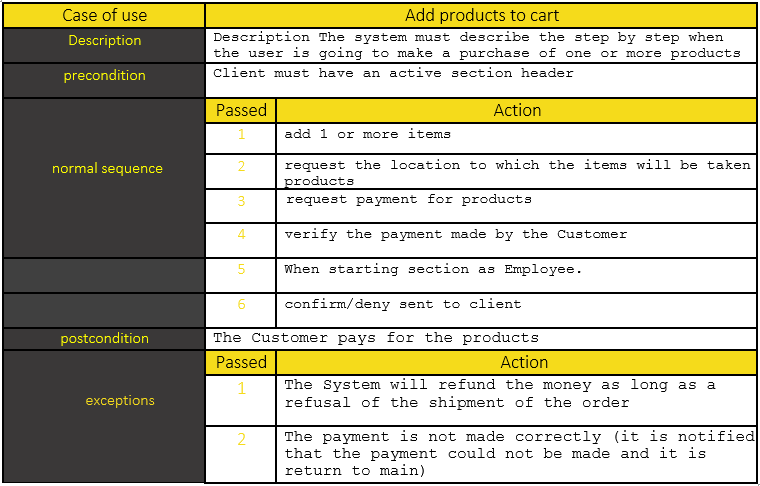 Case of use
Add products to cart
Description
Description The system must describe the step by step when
the user is going to make a purchase of one or more products
precondition
Client must have an active section header
normal sequence
Passed
Action
1
add 1 or more items
2
request the location to which the items will be taken
products
3
request payment for products
4
verify the payment made by the Customer
5
When starting section as Employee.
6
confirm/deny sent to client
postcondition
The Customer pays for the products
exceptions
Passed
Action
1
The System will refund the money as long as a
refusal of the shipment of the order
2
The payment is not made correctly (it is notified
that the payment could not be made and it is
return to main)